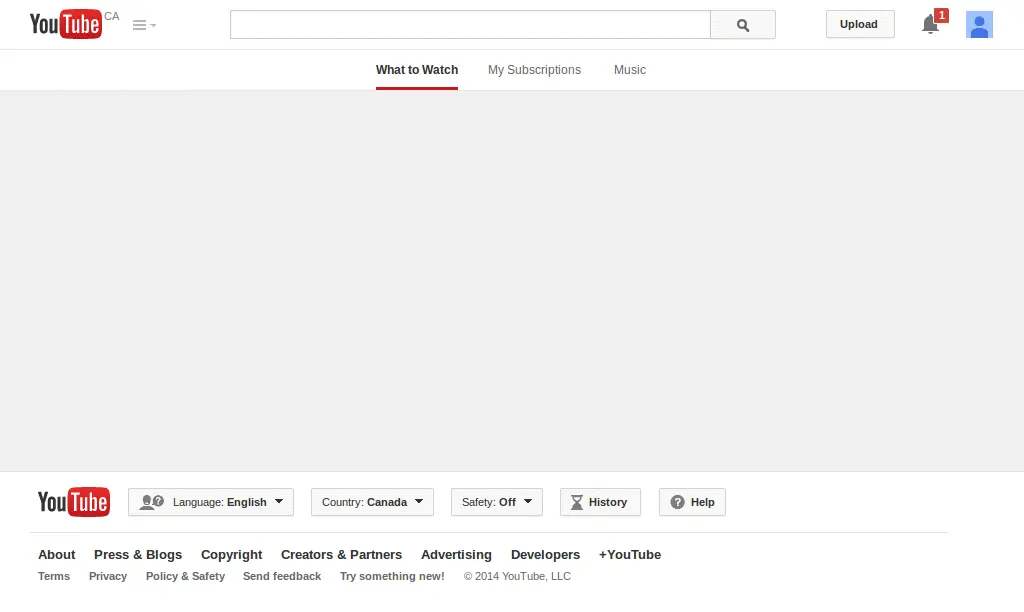 YouTube CA Upload 1
What to Watch My Subscriptions Music
YouTube Language: English Country: Canada Safety: Off History Help
About Press & Blogs Copyright Creators & Partners Advertising Developers +YouTube
Terms Privacy Policy & Safety Send feedback Try something new! © 2014 YouTube, LLC